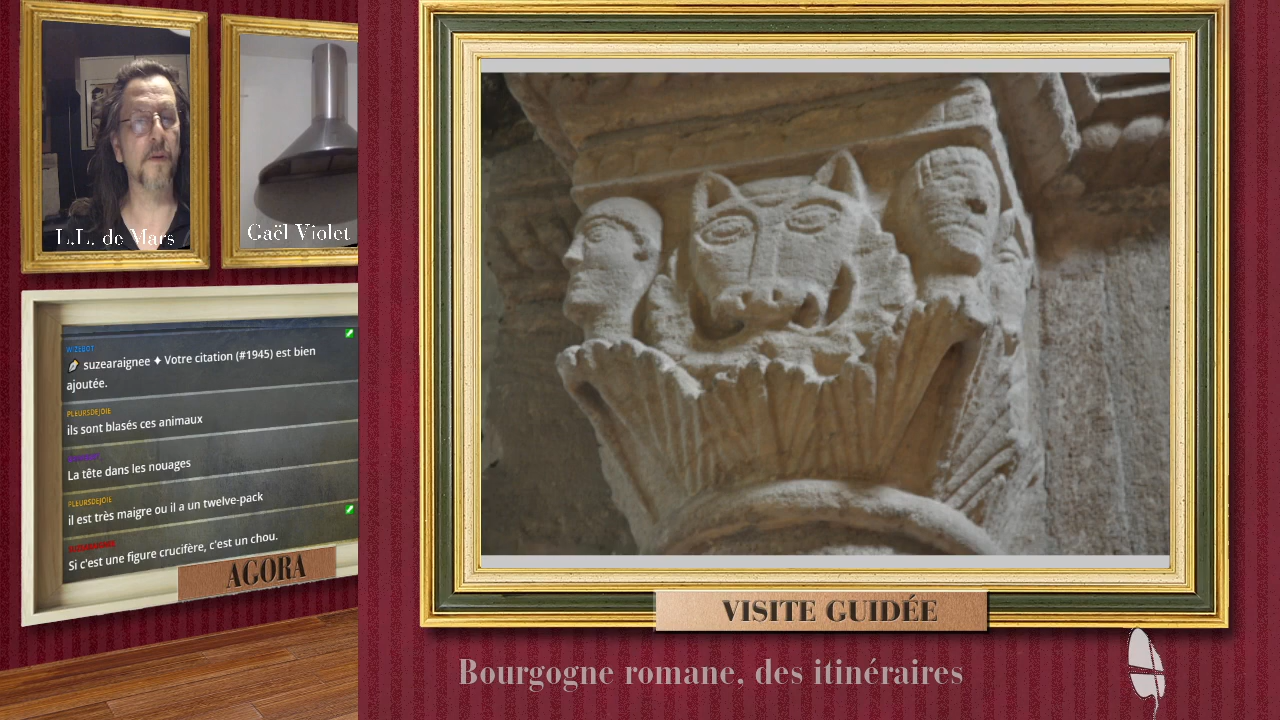 L.L. de Mars
Gaël Violet
WIZEBOT
suzearaignee ✦ Votre citation (#1945) est bien
ajoutée.
PLEURSDEJOIE
ils sont blasés ces animaux
La tête dans les nouages
PLEURSDEJOIE
il est très maigre ou il a un twelve-pack
SUZEARAIGNEE
Si c'est une figure crucifère, c'est un chou.
AGORA
VISITE GUIDÉE
Bourgogne romane, des itinéraires